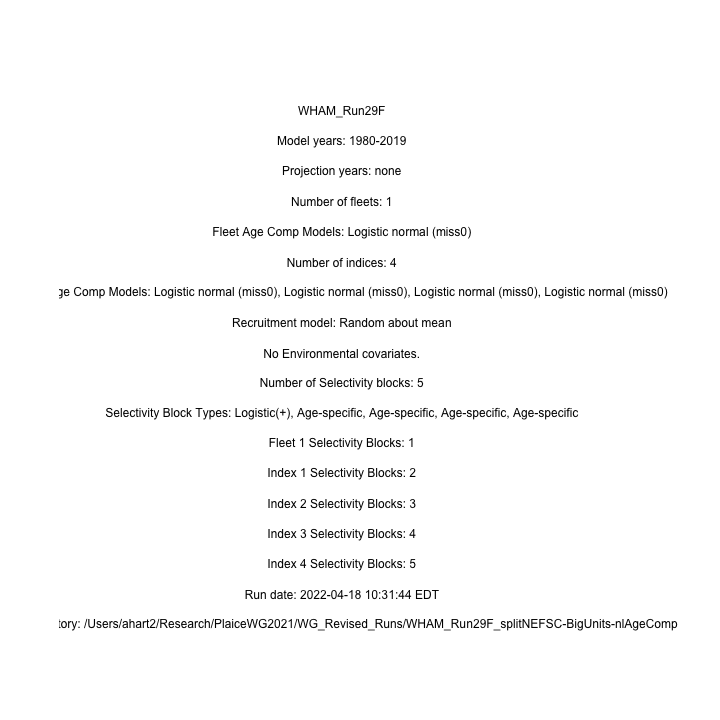 WHAM_Run29F
Model years: 1980-2019
Projection years: none
Number of fleets: 1
Fleet Age Comp Models: Logistic normal (miss0)
Number of indices: 4
ge Comp Models: Logistic normal (miss0), Logistic normal (miss0), Logistic normal (miss0), Logistic normal (miss0)
Recruitment model: Random about mean
No Environmental covariates.
Number of Selectivity blocks: 5
Selectivity Block Types: Logistic(+), Age-specific, Age-specific, Age-specific, Age-specific
Fleet 1 Selectivity Blocks: 1
Index 1 Selectivity Blocks: 2
Index 2 Selectivity Blocks: 3
Index 3 Selectivity Blocks: 4
Index 4 Selectivity Blocks: 5
Run date: 2022-04-18 10:31:44 EDT
tory: /Users/ahart2/Research/PlaiceWG2021/WG_Revised_Runs/WHAM_Run29F_splitNEFSC-BigUnits-nlAgeComp